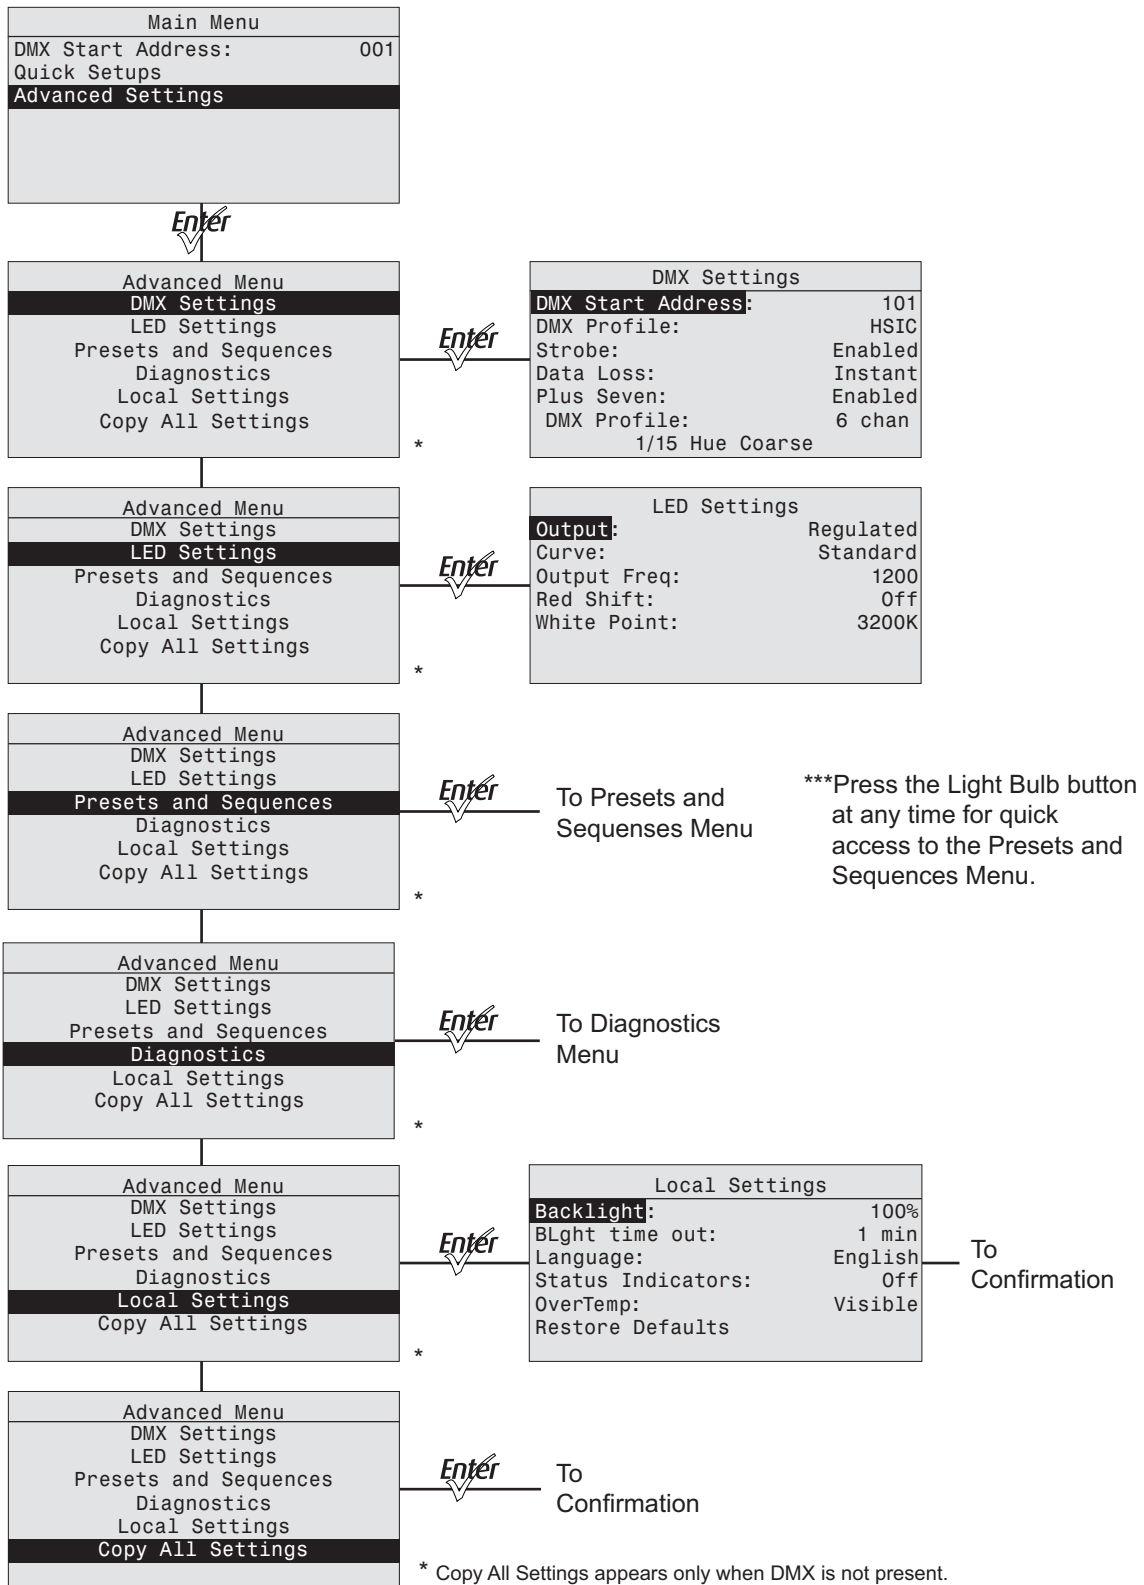 Main Menu
DMX Start Address: 001
Quick Setups
Advanced Settings
Enter
Advanced Menu
DMX Settings
LED Settings
Presets and Sequences
Diagnostics
Local Settings
Copy All Settings
*
Enter
DMX Settings
DMX Start Address: 101
DMX Profile: HSIC
Strobe: Enabled
Data Loss: Instant
Plus Seven: Enabled
DMX Profile: 6 chan
1/15 Hue Coarse
Advanced Menu
DMX Settings
LED Settings
Presets and Sequences
Diagnostics
Local Settings
Copy All Settings
*
Enter
LED Settings
Output: Regulated
Curve: Standard
Output Freq: 1200
Red Shift: Off
White Point: 3200K
Advanced Menu
DMX Settings
LED Settings
Presets and Sequences
Diagnostics
Local Settings
Copy All Settings
*
Enter
To Presets and
Sequenses Menu
***Press the Light Bulb button
at any time for quick
access to the Presets and
Sequences Menu.
Advanced Menu
DMX Settings
LED Settings
Presets and Sequences
Diagnostics
Local Settings
Copy All Settings
*
Enter
To Diagnostics
Menu
Advanced Menu
DMX Settings
LED Settings
Presets and Sequences
Diagnostics
Local Settings
Copy All Settings
*
Enter
Local Settings
Backlight: 100%
BLght time out: 1 min
Language: English
Status Indicators: Off
OverTemp: Visible
Restore Defaults
To
Confirmation
Advanced Menu
DMX Settings
LED Settings
Presets and Sequences
Diagnostics
Local Settings
Copy All Settings
Enter
To
Confirmation
* Copy All Settings appears only when DMX is not present.